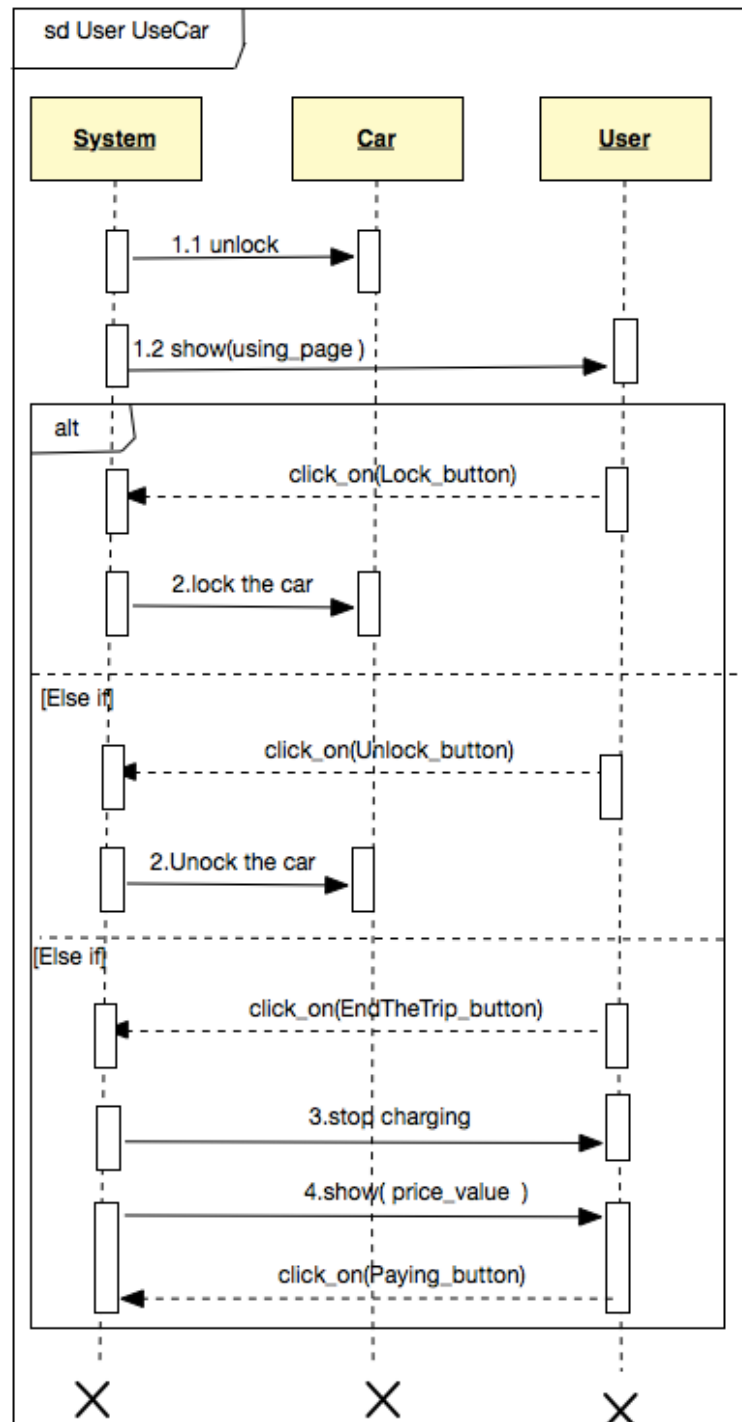 sd User UseCar
System
Car
User
1.1 unlock
1.2 show(using_page )
alt
click_on(Lock_button)
2.lock the car
[Else if]
click_on(Unlock_button)
2.Unock the car
[Else if]
click_on(EndTheTrip_button)
3.stop charging
4.show( price_value )
click_on(Paying_button)